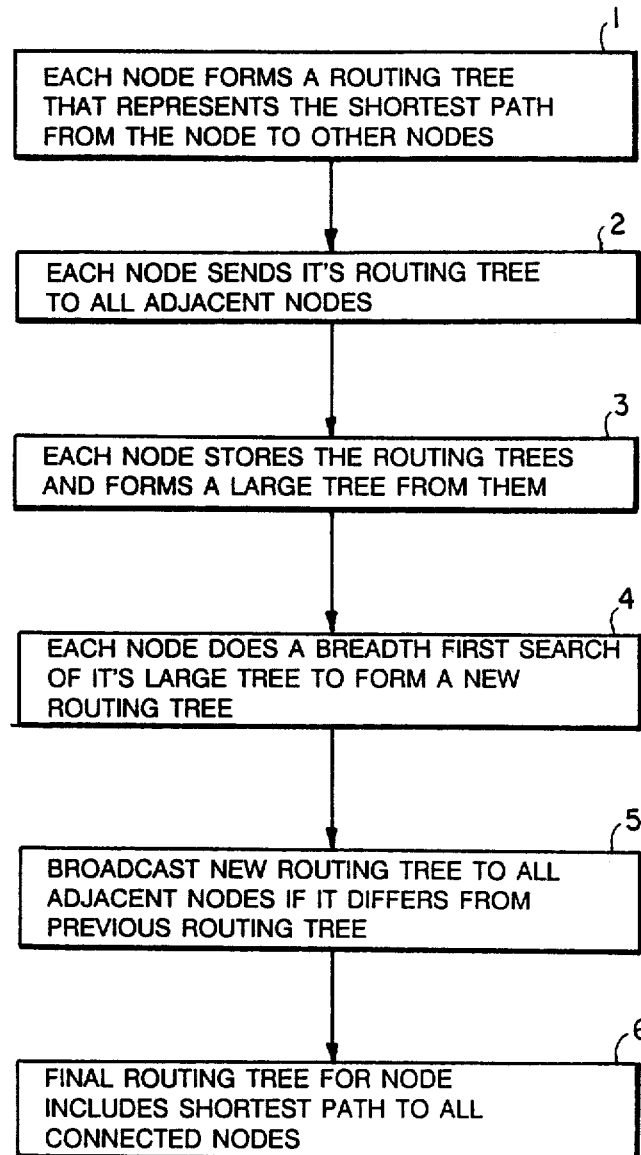 1
EACH NODE FORMS A ROUTING TREE
THAT REPRESENTS THE SHORTEST PATH
FROM THE NODE TO OTHER NODES
2
EACH NODE SENDS IT'S ROUTING TREE
TO ALL ADJACENT NODES
3
EACH NODE STORES THE ROUTING TREES
AND FORMS A LARGE TREE FROM THEM
4
EACH NODE DOES A BREADTH FIRST SEARCH
OF IT'S LARGE TREE TO FORM A NEW
ROUTING TREE
5
BROADCAST NEW ROUTING TREE TO ALL
ADJACENT NODES IF IT DIFFERS FROM
PREVIOUS ROUTING TREE
6
FINAL ROUTING TREE FOR NODE
INCLUDES SHORTEST PATH TO ALL
CONNECTED NODES